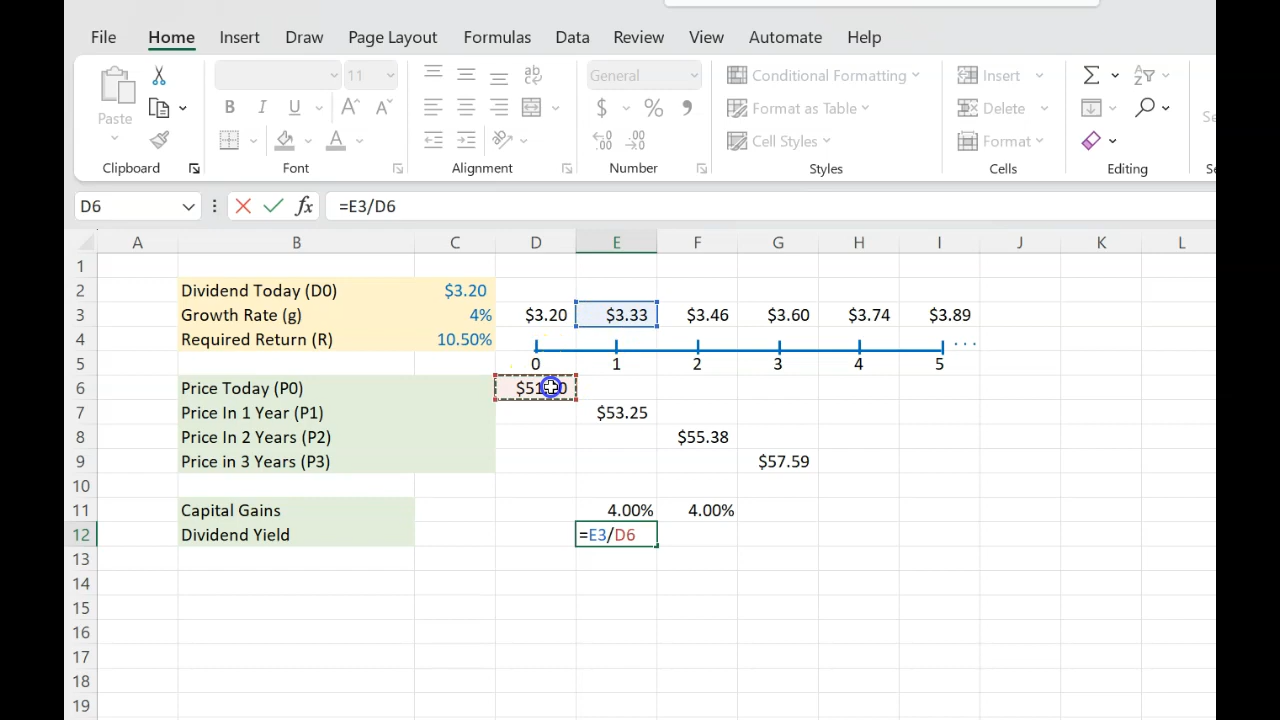 File Home Insert Draw Page Layout Formulas Data Review View Automate Help
Paste
11
General
Conditional Formatting
Format as Table
Cell Styles
Insert
Delete
Format
Clipboard Font Alignment Number Styles Cells Editing
D6 fx =E3/D6
A B C D E F G H I J K L
1
2 Dividend Today (D0) $3.20
3 Growth Rate (g) 4% $3.20 $3.33 $3.46 $3.60 $3.74 $3.89
4 Required Return (R) 10.50% ...
5 0 1 2 3 4 5
6 Price Today (P0)
7 Price In 1 Year (P1) $53.25
8 Price In 2 Years (P2) $55.38
9 Price in 3 Years (P3) $57.59
10
11 Capital Gains 4.00% 4.00%
12 Dividend Yield =E3/D6
13
14
15
16
17
18
19